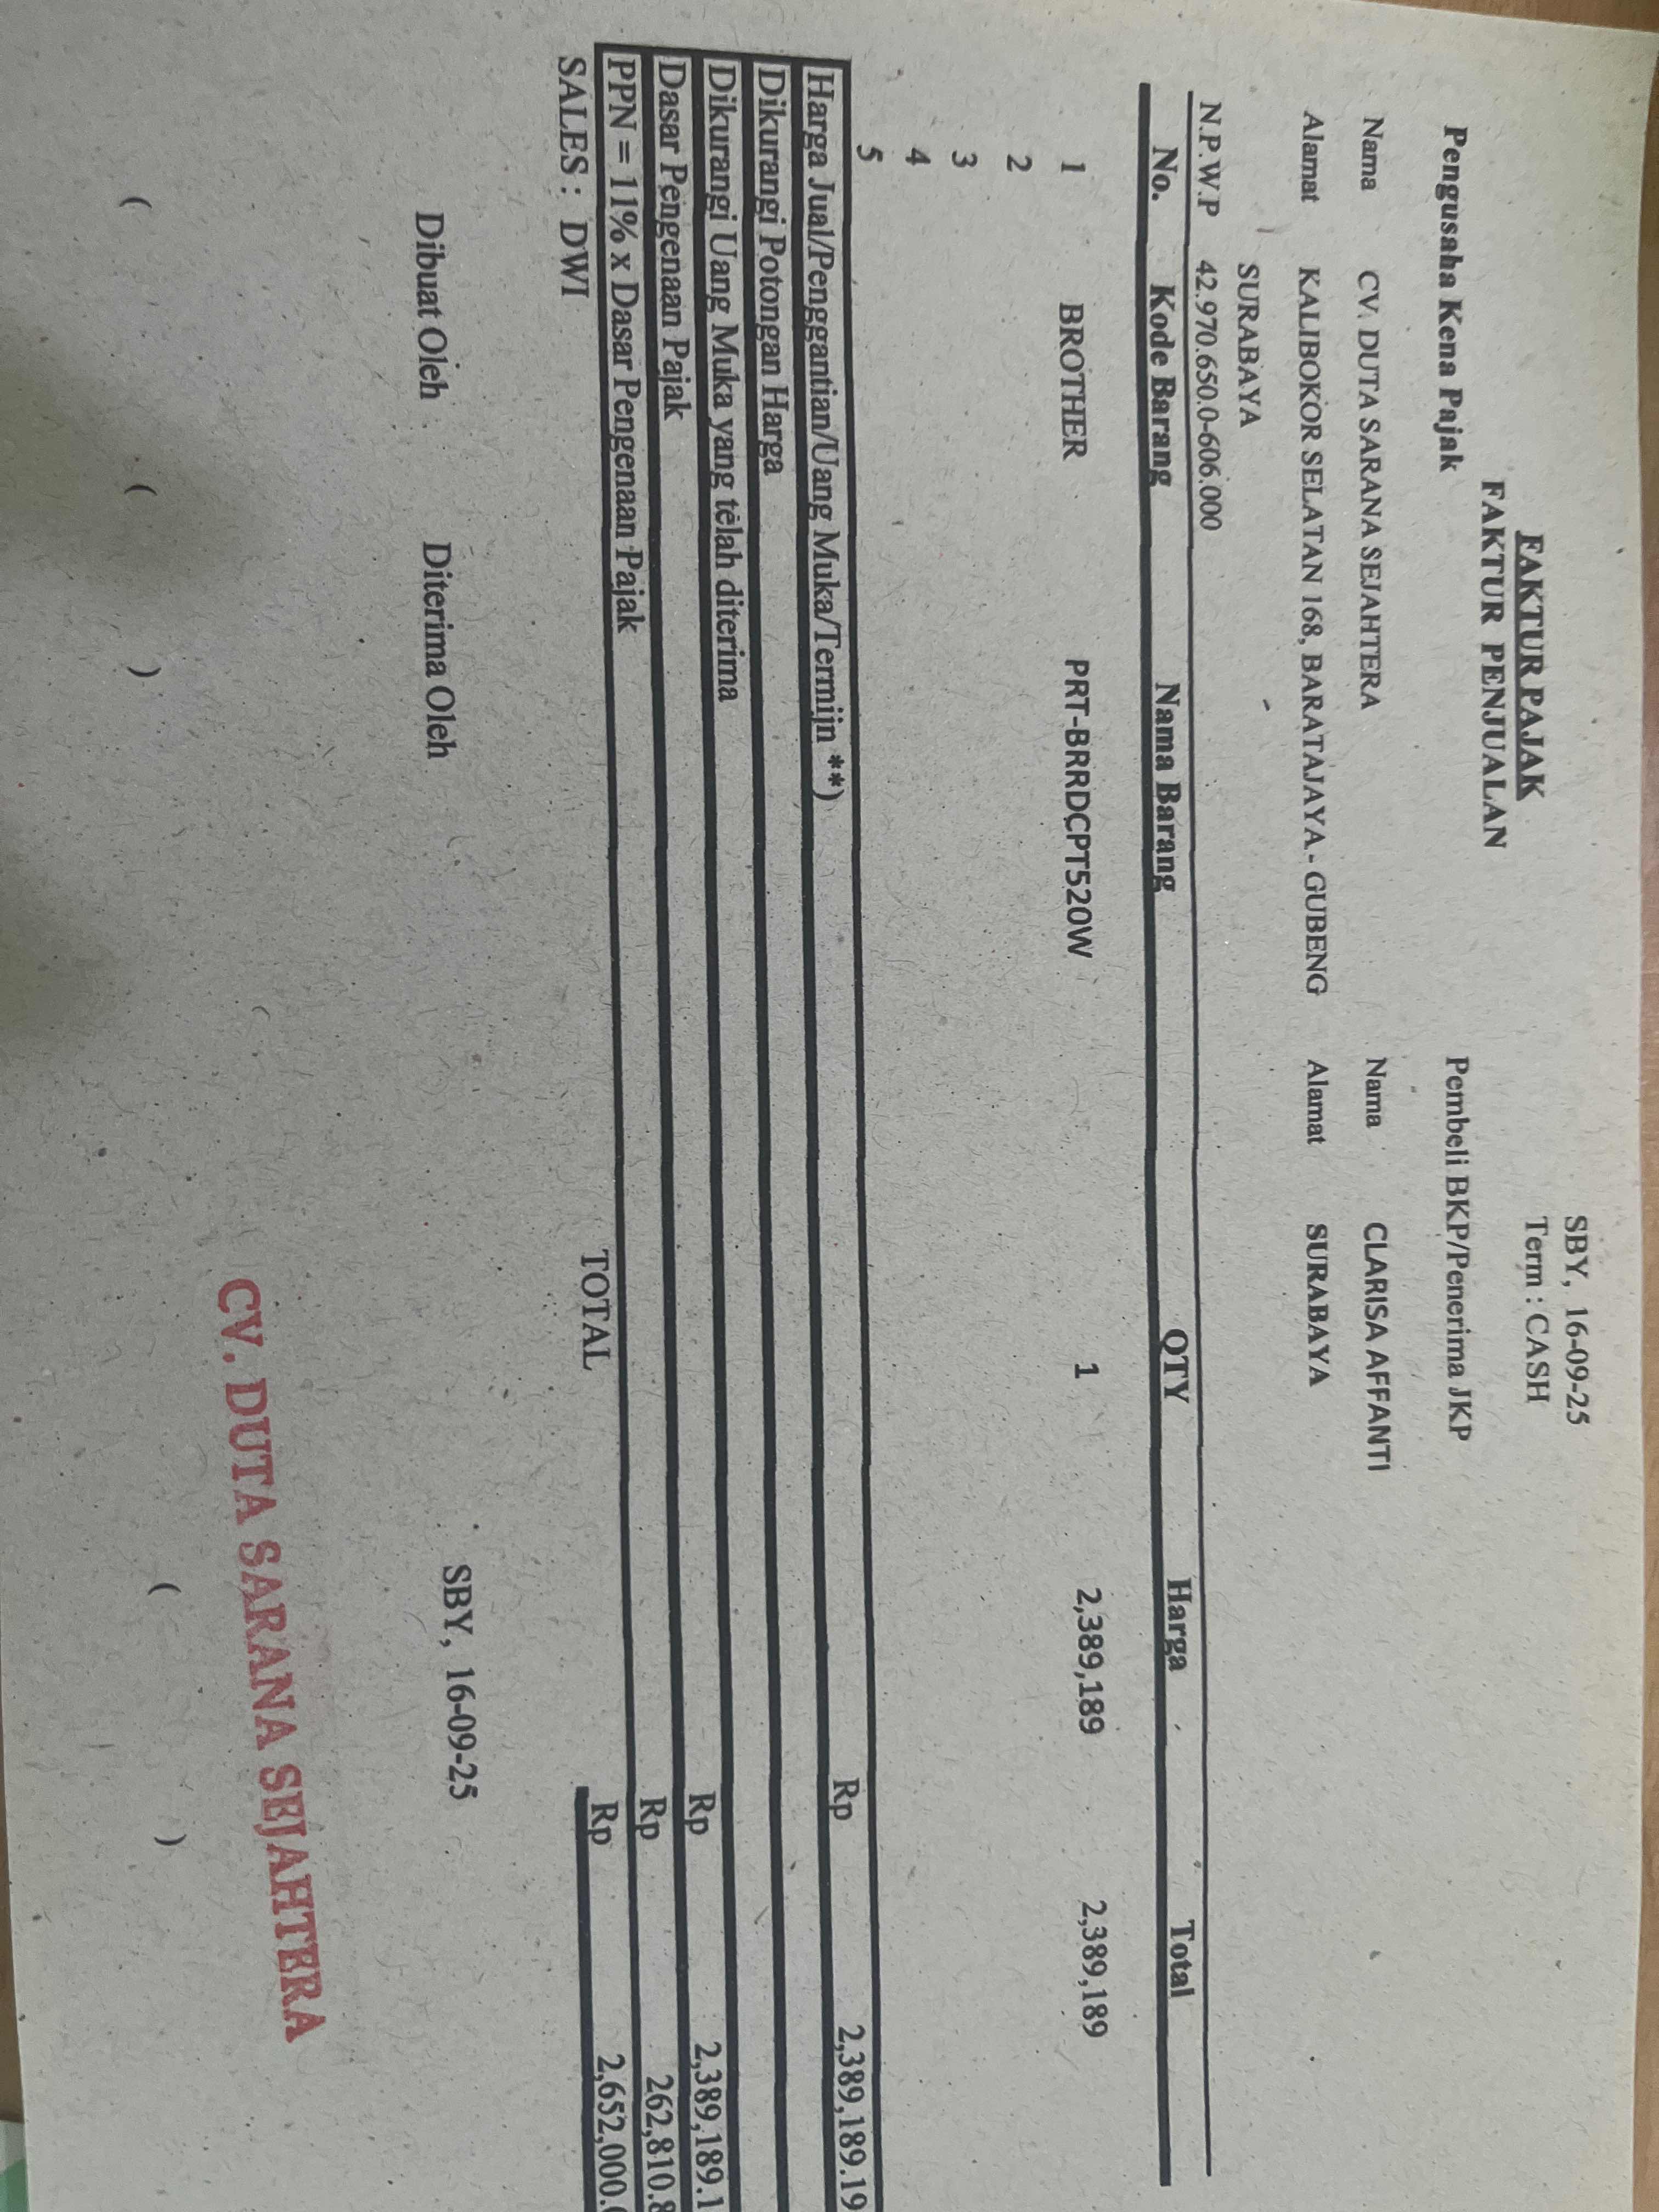 SBY, 16-09-25
FAKTUR PAJAK
Term : CASH
FAKTUR PENJUALAN
Pengusaha Kena Pajak Pembeli BKP/Penerima JKP
Nama CV. DUTA SARANA SEJAHTERA Nama CLARISA AFFANTI
Alamat KALIBOKOR SELATAN 168, BARATAJAYA - GUBENG Alamat SURABAYA
SURABAYA
N.P.W.P 42.970.650.0-606.000
No. Kode Barang Nama Barang QTY Harga Total
1 BROTHER PRT-BRRDCPT520W 1 2,389,189 2,389,189
2
3
4
5
Harga Jual/Penggantian/Uang Muka/Termijn **) Rp 2,389,189.19
Dikurangi Potongan Harga
Dikurangi Uang Muka yang telah diterima
Dasar Pengenaan Pajak Rp 2,389,189.1
PPN = 11% x Dasar Pengenaan Pajak Rp 262,810.8
SALES : DWI TOTAL Rp 2,652,000.
SBY, 16-09-25
Dibuat Oleh Diterima Oleh
CV. DUTA SARANA SEJAHTERA
( ( ) ( )